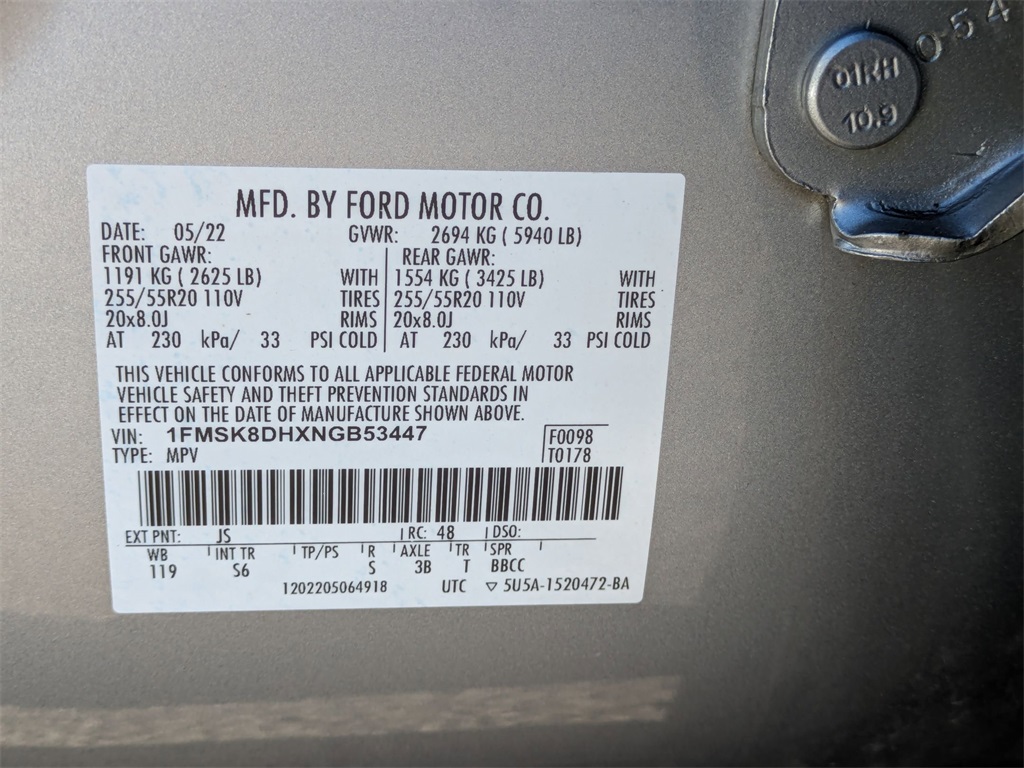 054
01RH
10.9
MFD. BY FORD MOTOR CO.
DATE: 05/22 GVWR: 2694 KG ( 5940 LB)
FRONT GAWR: REAR GAWR:
1191 KG ( 2625 LB) WITH 1554 KG ( 3425 LB) WITH
255/55R20 110V TIRES 255/55R20 110V TIRES
20x8.0J RIMS 20x8.0J RIMS
AT 230 kPa/ 33 PSI COLD AT 230 kPa/ 33 PSI COLD
THIS VEHICLE CONFORMS TO ALL APPLICABLE FEDERAL MOTOR
VEHICLE SAFETY AND THEFT PREVENTION STANDARDS IN
EFFECT ON THE DATE OF MANUFACTURE SHOWN ABOVE.
VIN: 1FMSK8DHXNGB53447 F0098
TYPE: MPV T0178
EXT PNT: JS RC: 48 DSO:
WB INT TR TP/PS R AXLE TR SPR
119 S6 S 3B T BBCC
1202205064918 UTC ▽ 5U5A-1520472-BA